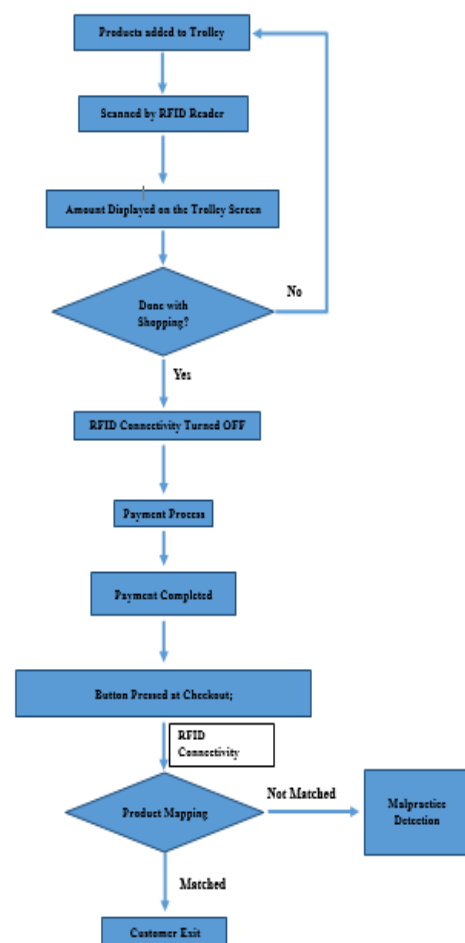 Products added to Trolley
Scanned by RFID Reader
Amount Displayed on the Trolley Screen
Done with
Shopping?
No
Yes
RFID Connectivity Turned OFF
Payment Process
Payment Completed
Button Pressed at Checkout;
RFID
Connectivity
Product Mapping
Not Matched
Malpractice
Detection
Matched
Customer Exit